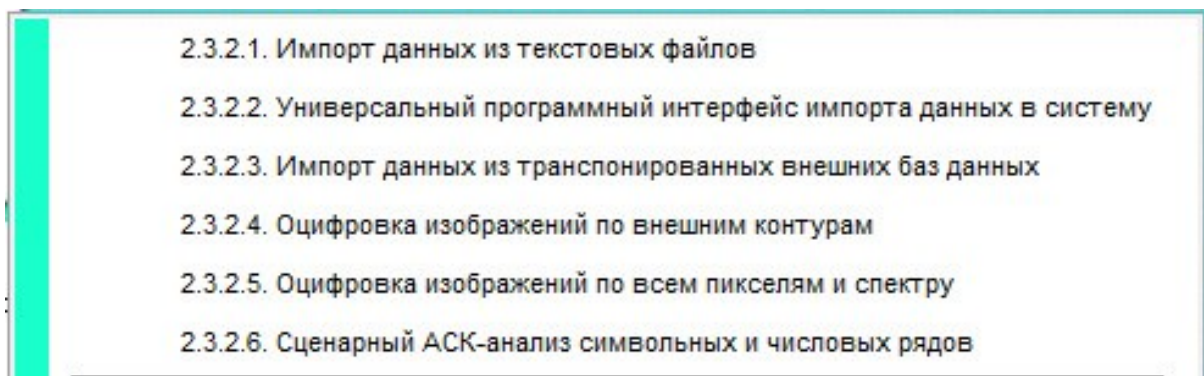 2.3.2.1. Импорт данных из текстовых файлов
2.3.2.2. Универсальный программный интерфейс импорта данных в систему
2.3.2.3. Импорт данных из транспонированных внешних баз данных
2.3.2.4. Оцифровка изображений по внешним контурам
2.3.2.5. Оцифровка изображений по всем пикселям и спектру
2.3.2.6. Сценарный АСК-анализ символьных и числовых рядов